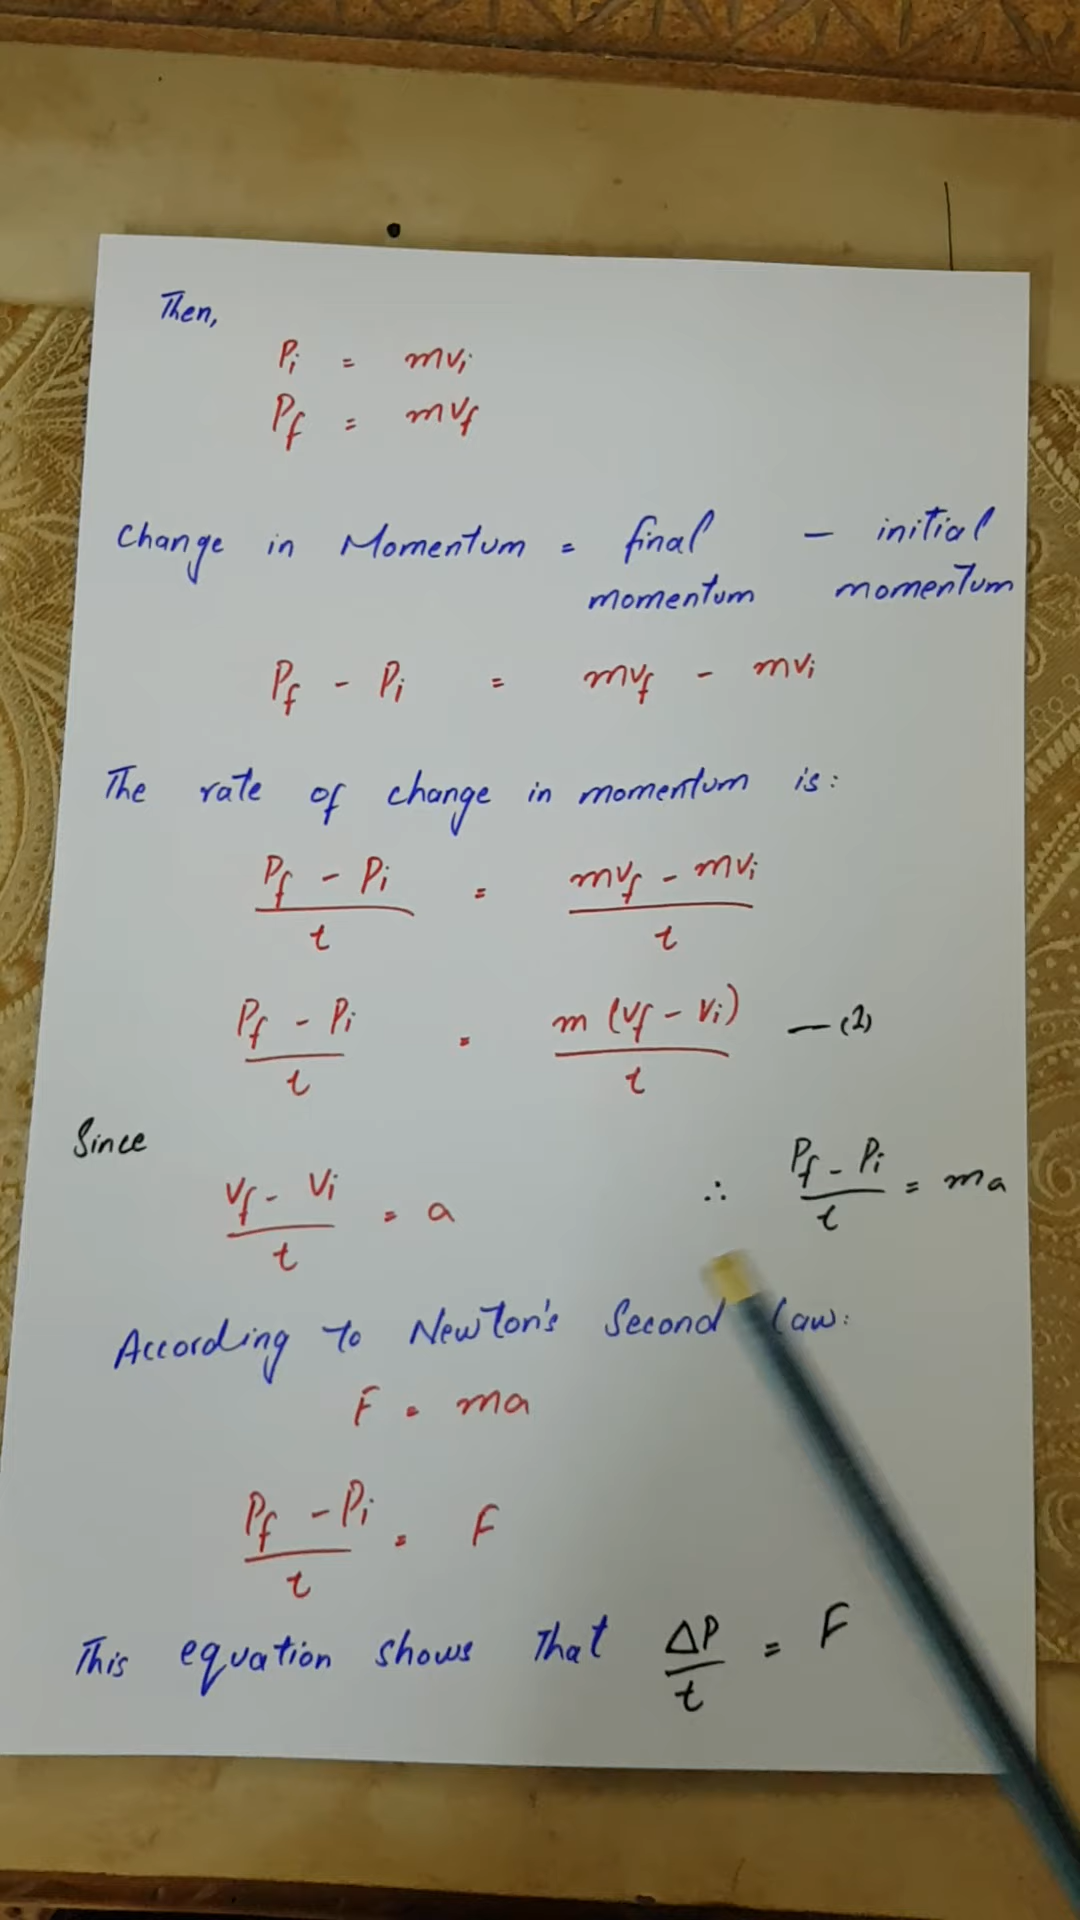 Then,
Pi = mvi
Pf = mvf
Change in Momentum = final momentum - initial momentum
Pf - Pi = mvf - mvi
The rate of change in momentum is:
Pf - Pi / t = mvf - mvi / t
Pf - Pi / t = m (vf - vi) / t —(2)
Since
vf - vi / t = a ∴ Pf - Pi / t = ma
According to Newton's Second Law:
F = ma
Pf - Pi / t = F
This equation shows that ΔP / t = F